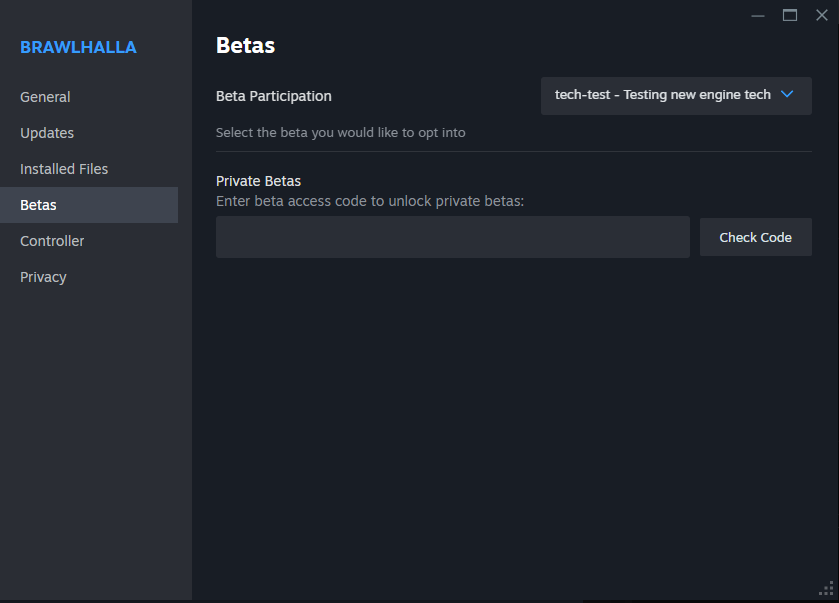 BRAWLHALLA
General
Updates
Installed Files
Betas
Controller
Privacy
Betas
Beta Participation
tech-test - Testing new engine tech
Select the beta you would like to opt into
Private Betas
Enter beta access code to unlock private betas:
Check Code